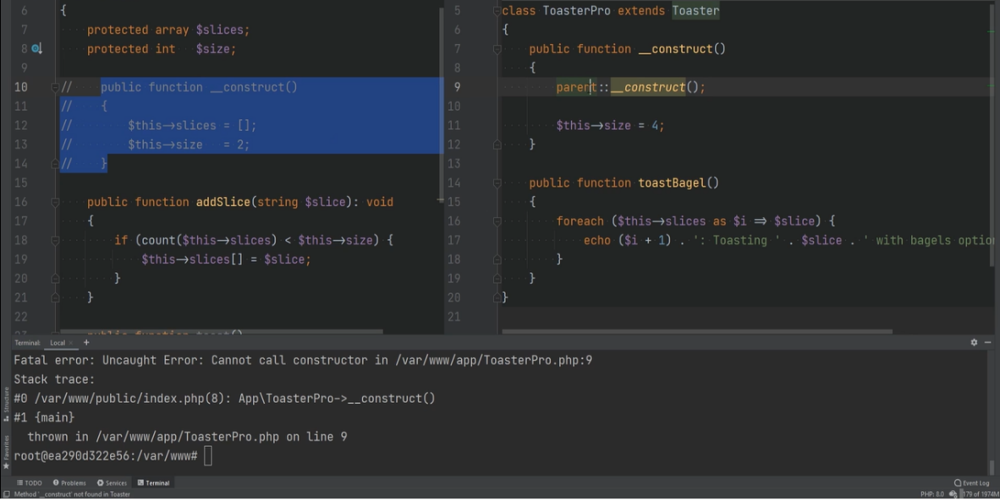 6 {
7 protected array $slices;
8 protected int $size;
9
10 // public function __construct()
11 // {
12 // $this->slices = [];
13 // $this->size = 2;
14 // }
15
16 public function addSlice(string $slice): void
17 {
18 if (count($this->slices) < $this->size) {
19 $this->slices[] = $slice;
20 }
21 }
22
23 public function toast()
5 class ToasterPro extends Toaster
6 {
7 public function __construct()
8 {
9 parent::__construct();
10
11 $this->size = 4;
12 }
13
14 public function toastBagel()
15 {
16 foreach ($this->slices as $i => $slice) {
17 echo ($i + 1) . ': Toasting ' . $slice . ' with bagels optio
18 }
19 }
20 }
21
Terminal: Local × +
Fatal error: Uncaught Error: Cannot call constructor in /var/www/app/ToasterPro.php:9
Stack trace:
#0 /var/www/public/index.php(8): App\ToasterPro->__construct()
#1 {main}
thrown in /var/www/app/ToasterPro.php on line 9
root@ea290d322e56:/var/www#
Structure
Favorites
TODO Problems Services Terminal Event Log
Method '__construct' not found in Toaster PHP: 8.0 179 of 1974M